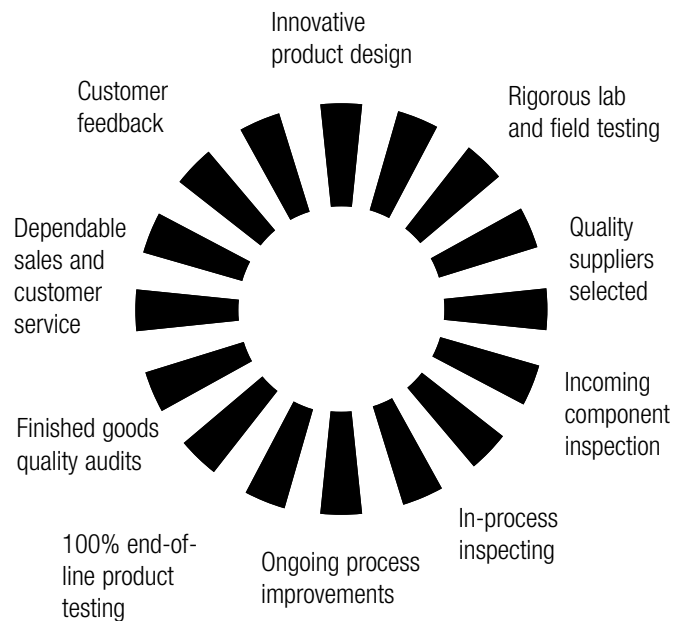 Innovative
product design
Rigorous lab
and field testing
Quality
suppliers
selected
Incoming
component
inspection
In-process
inspecting
Ongoing process
improvements
100% end-of-
line product
testing
Finished goods
quality audits
Dependable
sales and
customer
service
Customer
feedback